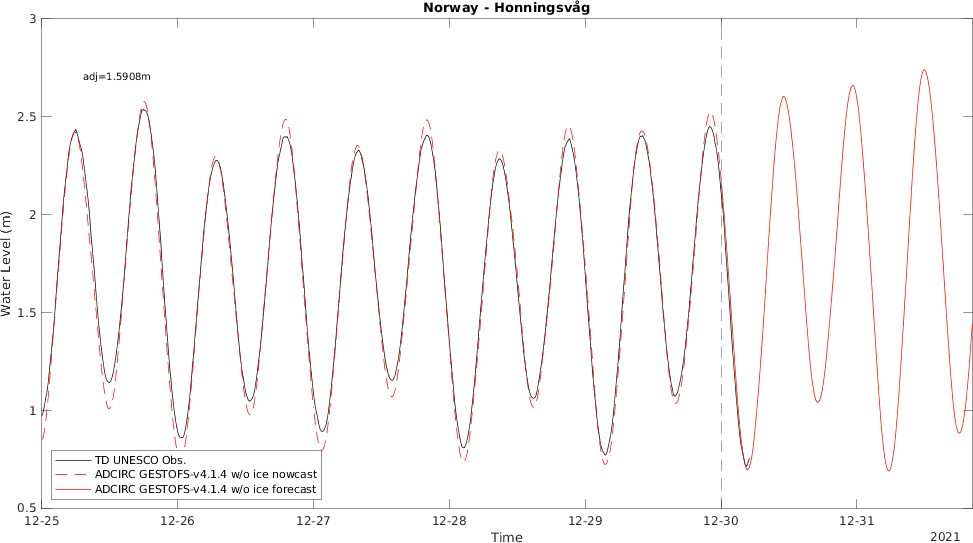 Norway - Honningsvåg
3
2.5
2
1.5
1
0.5
Water Level (m)
adj=1.5908m
TD UNESCO Obs.
ADCIRC GESTOFS-v4.1.4 w/o ice nowcast
ADCIRC GESTOFS-v4.1.4 w/o ice forecast
12-25 12-26 12-27 12-28 12-29 12-30 12-31
Time
2021